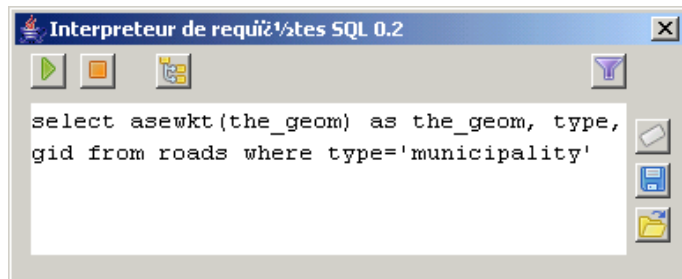 Interpreteur de requï¿½tes SQL 0.2
select asewkt(the_geom) as the_geom, type,
gid from roads where type='municipality'